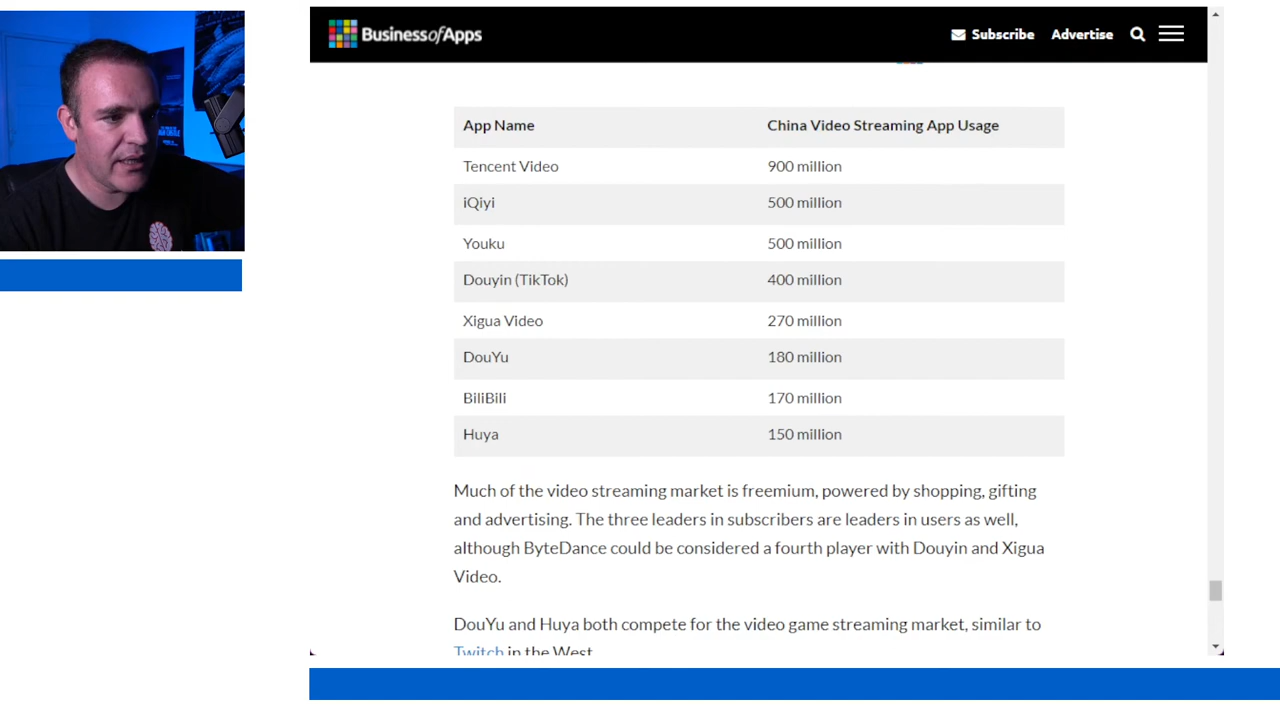 BusinessofApps
Subscribe Advertise
App Name China Video Streaming App Usage
Tencent Video 900 million
iQiyi 500 million
Youku 500 million
Douyin (TikTok) 400 million
Xigua Video 270 million
DouYu 180 million
BiliBili 170 million
Huya 150 million
Much of the video streaming market is freemium, powered by shopping, gifting
and advertising. The three leaders in subscribers are leaders in users as well,
although ByteDance could be considered a fourth player with Douyin and Xigua
Video.
DouYu and Huya both compete for the video game streaming market, similar to
Twitch in the West